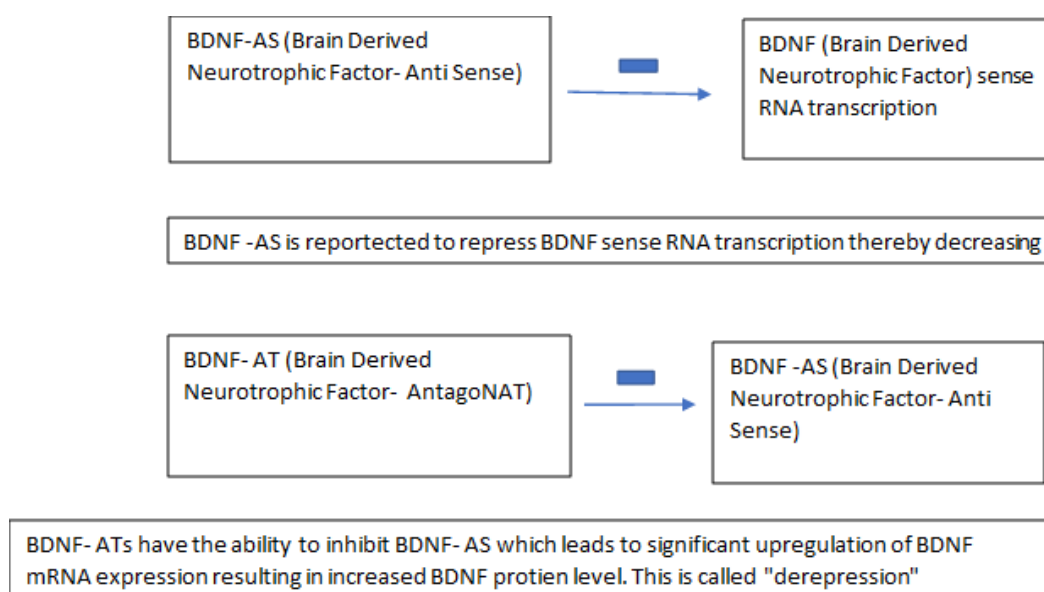 BDNF-AS (Brain Derived
Neurotrophic Factor- Anti Sense)
BDNF (Brain Derived
Neurotrophic Factor) sense
RNA transcription
BDNF -AS is reportected to repress BDNF sense RNA transcription thereby decreasing
BDNF- AT (Brain Derived
Neurotrophic Factor- AntagoNAT)
BDNF -AS (Brain Derived
Neurotrophic Factor- Anti
Sense)
BDNF- ATs have the ability to inhibit BDNF- AS which leads to significant upregulation of BDNF
mRNA expression resulting in increased BDNF protien level. This is called "derepression"